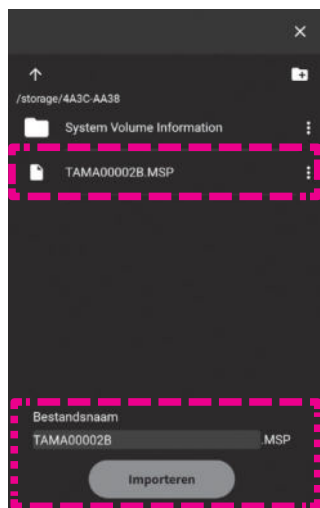 /storage/4A3C-AA38
System Volume Information
TAMA00002B.MSP
Bestandsnaam
TAMA00002B .MSP
Importeren